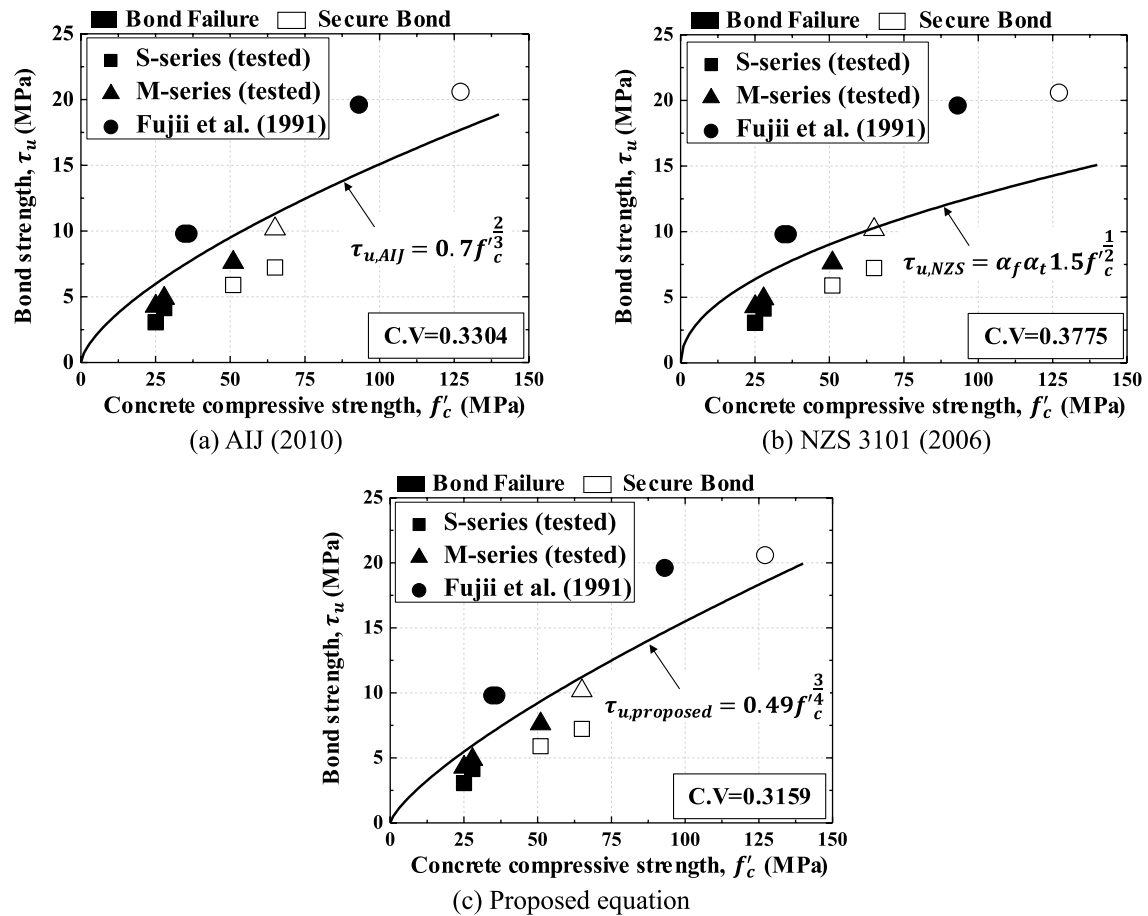 Bond Failure Secure Bond
S-series (tested)
M-series (tested)
Fujii et al. (1991)
Bond strength, τu (MPa)
25
20
15
10
5
0
τu,AIJ = 0.7f′c^2/3
C.V=0.3304
0 25 50 75 100 125 150
Concrete compressive strength, f′c (MPa)
(a) AIJ (2010)
Bond Failure Secure Bond
S-series (tested)
M-series (tested)
Fujii et al. (1991)
Bond strength, τu (MPa)
25
20
15
10
5
0
τu,NZS = αf αt 1.5f′c^1/2
C.V=0.3775
0 25 50 75 100 125 150
Concrete compressive strength, f′c (MPa)
(b) NZS 3101 (2006)
Bond Failure Secure Bond
S-series (tested)
M-series (tested)
Fujii et al. (1991)
Bond strength, τu (MPa)
25
20
15
10
5
0
τu,proposed = 0.49f′c^3/4
C.V=0.3159
0 25 50 75 100 125 150
Concrete compressive strength, f′c (MPa)
(c) Proposed equation